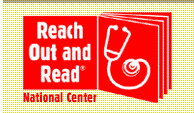 Reach
Out and
Read®
National Center